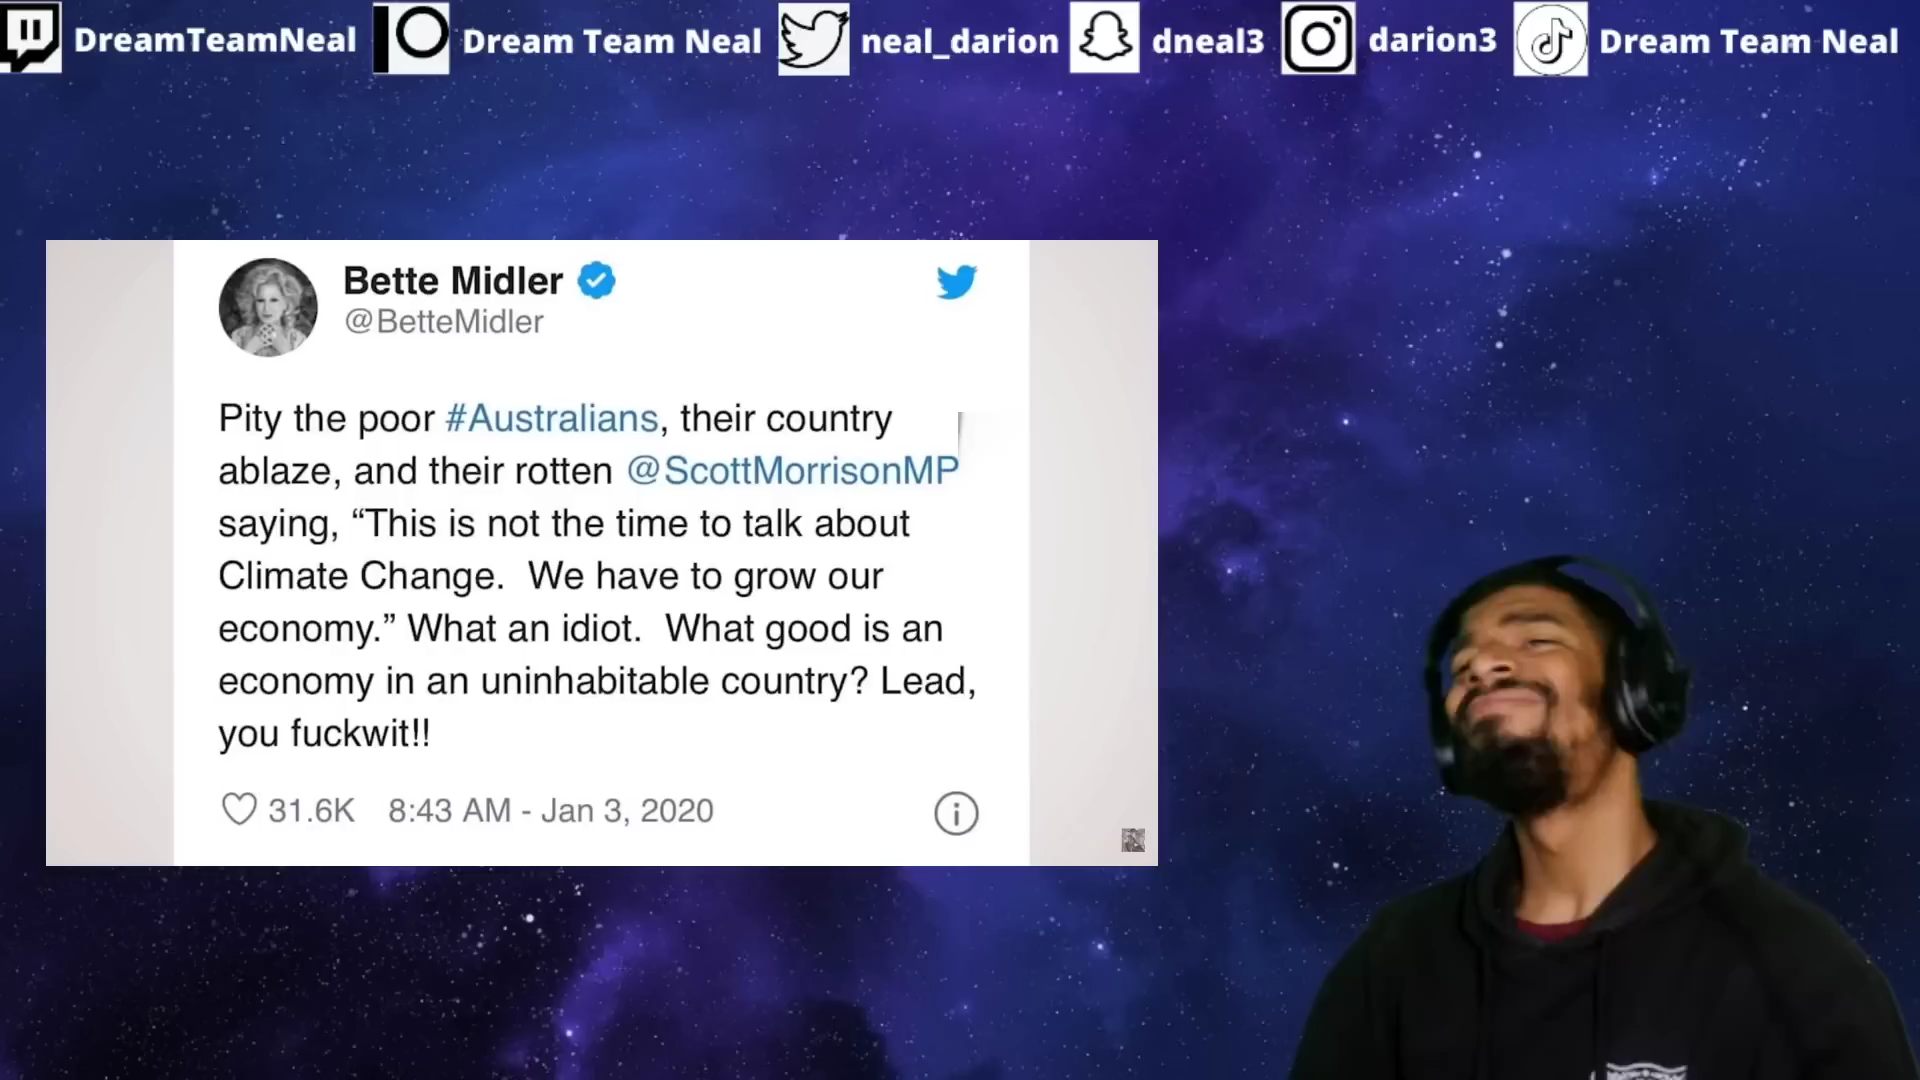 DreamTeamNeal Dream Team Neal neal_darion dneal3 darion3 Dream Team Neal
Bette Midler
@BetteMidler
Pity the poor #Australians, their country
ablaze, and their rotten @ScottMorrisonMP
saying, “This is not the time to talk about
Climate Change.  We have to grow our
economy.” What an idiot.  What good is an
economy in an uninhabitable country? Lead,
you fuckwit!!
31.6K 8:43 AM - Jan 3, 2020